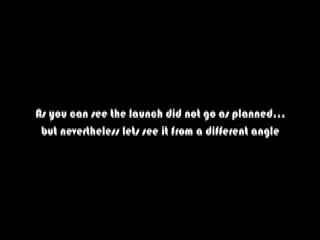 As you can see the launch did not go as planned...
but nevertheless lets see it from a different angle